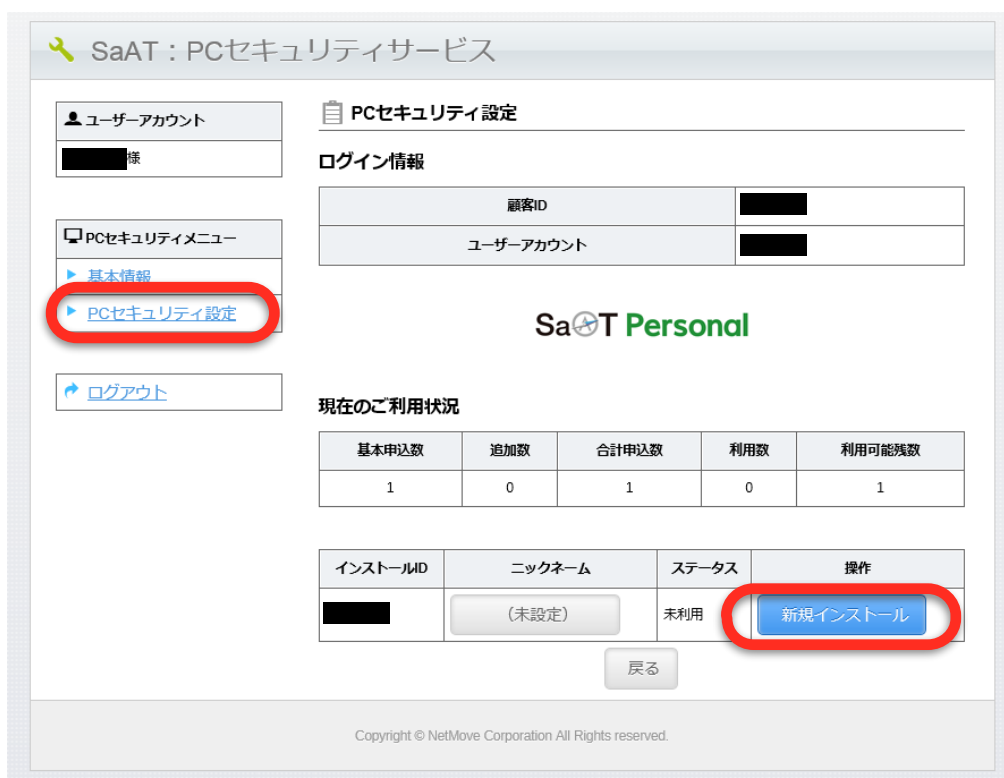 SaAT：PCセキュリティサービス
ユーザーアカウント
様
PCセキュリティメニュー
基本情報
PCセキュリティ設定
ログアウト
PCセキュリティ設定
ログイン情報
顧客ID
ユーザーアカウント
SaAT Personal
現在のご利用状況
基本申込数 追加数 合計申込数 利用数 利用可能残数
1 0 1 0 1
インストールID ニックネーム ステータス 操作
（未設定） 未利用 新規インストール
戻る
Copyright © NetMove Corporation All Rights reserved.